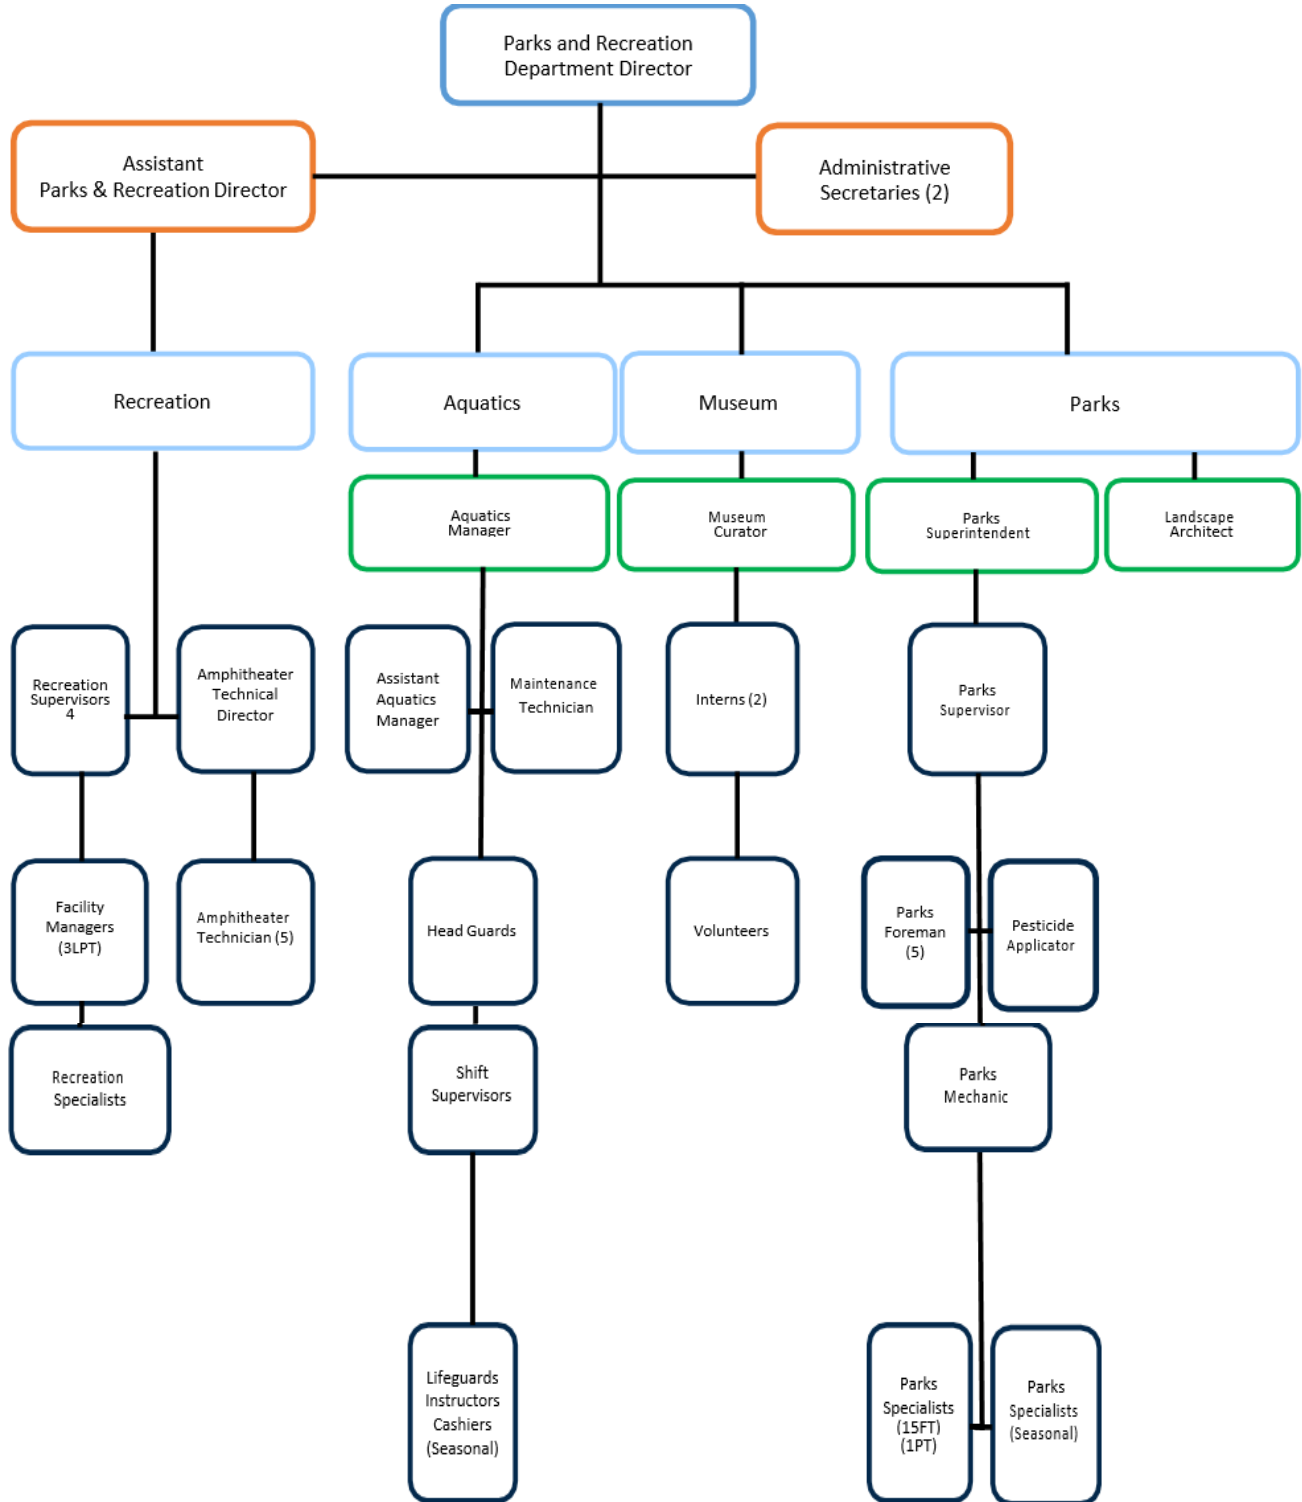 Parks and Recreation
Department Director
Assistant
Parks & Recreation Director
Administrative
Secretaries (2)
Recreation
Aquatics
Museum
Parks
Aquatics
Manager
Museum
Curator
Parks
Superintendent
Landscape
Architect
Recreation
Supervisors
4
Amphitheater
Technical
Director
Assistant
Aquatics
Manager
Maintenance
Technician
Interns (2)
Parks
Supervisor
Facility
Managers
(3LPT)
Amphitheater
Technician (5)
Head Guards
Volunteers
Parks
Foreman
(5)
Pesticide
Applicator
Recreation
Specialists
Shift
Supervisors
Parks
Mechanic
Lifeguards
Instructors
Cashiers
(Seasonal)
Parks
Specialists
(15FT)
(1PT)
Parks
Specialists
(Seasonal)